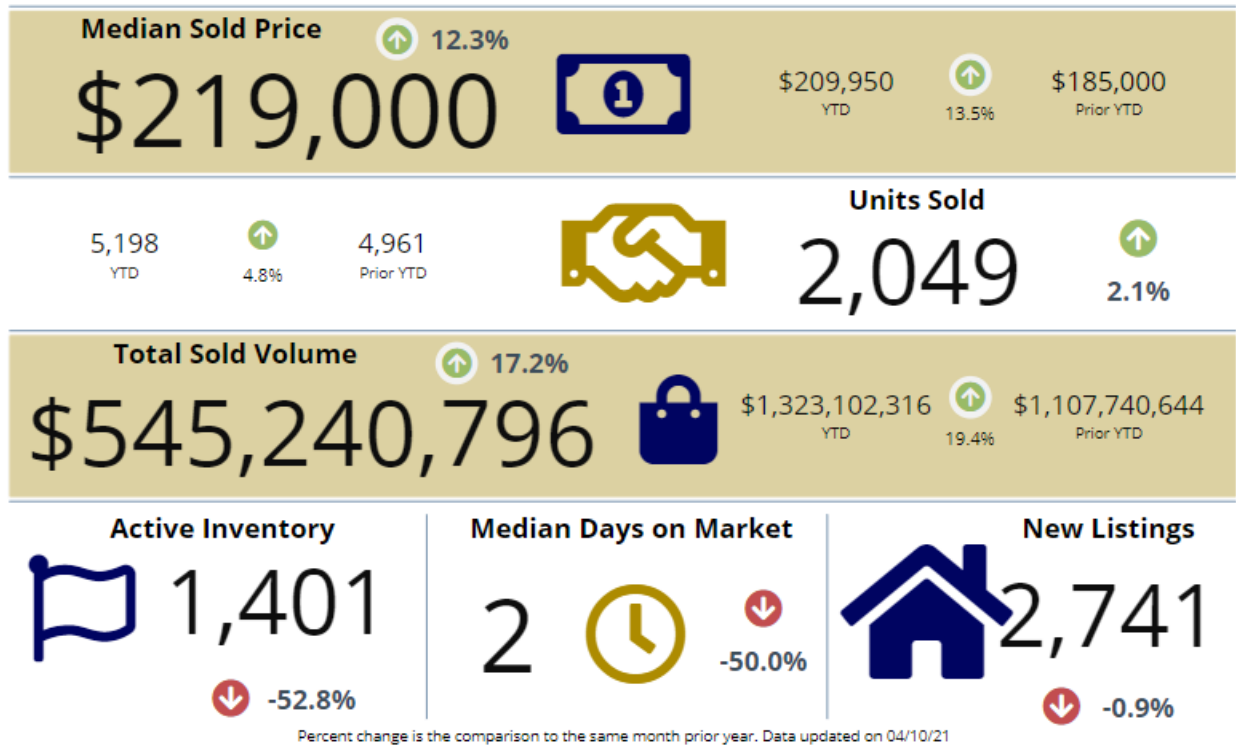 Median Sold Price
12.3%
$219,000
1
$209,950
YTD
13.5%
$185,000
Prior YTD
5,198
YTD
4.8%
4,961
Prior YTD
Units Sold
2,049
2.1%
Total Sold Volume
17.2%
$545,240,796
$1,323,102,316
YTD
19.4%
$1,107,740,644
Prior YTD
Active Inventory
1,401
-52.8%
Median Days on Market
2
-50.0%
New Listings
2,741
-0.9%
Percent change is the comparison to the same month prior year. Data updated on 04/10/21